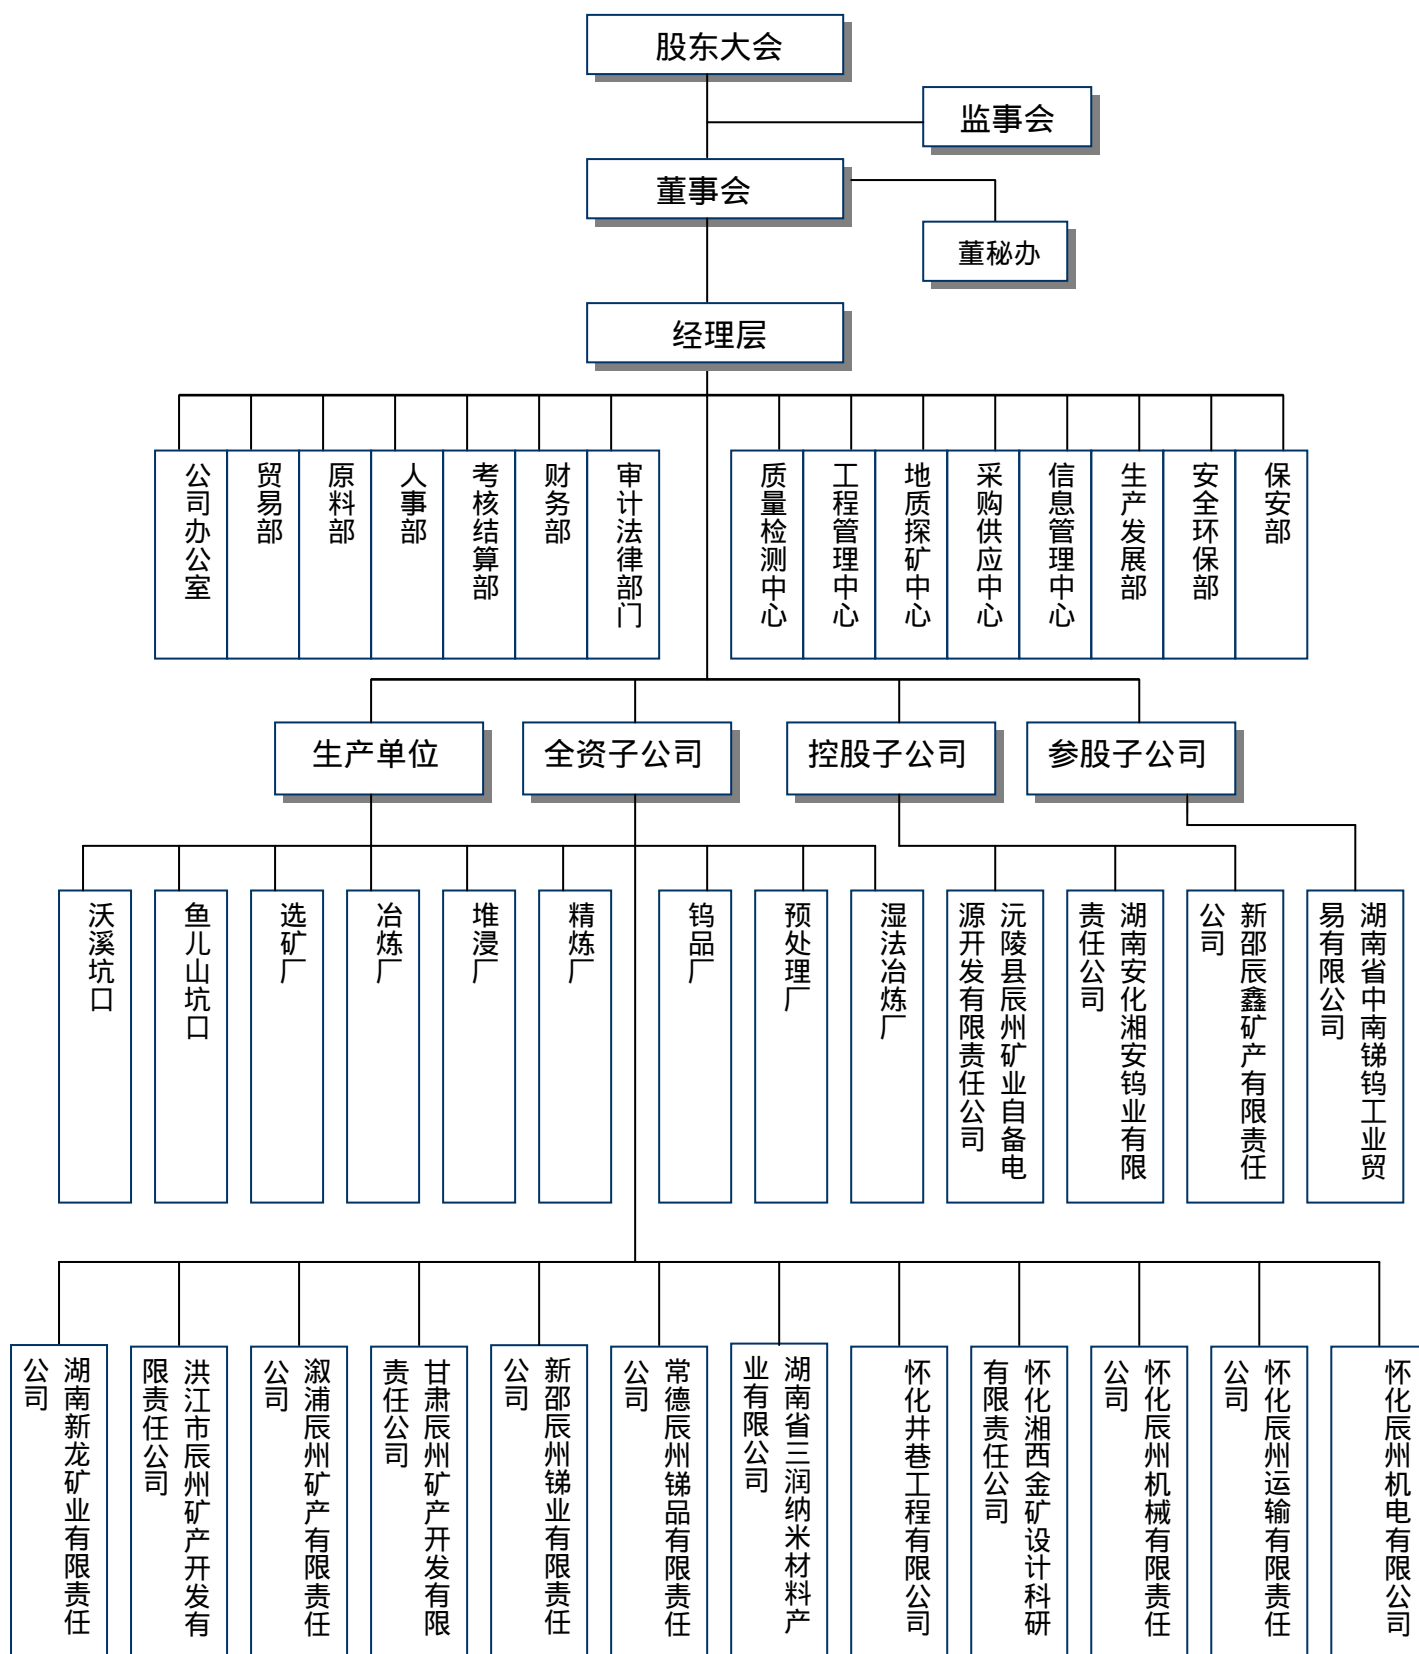 股东大会
监事会
董事会
董秘办
经理层
公司办公室
贸易部
原料部
人事部
考核结算部
财务部
审计法律部门
质量检测中心
工程管理中心
地质探矿中心
采购供应中心
信息管理中心
生产发展部
安全环保部
保安部
生产单位
全资子公司
控股子公司
参股子公司
沃溪坑口
鱼儿山坑口
选矿厂
冶炼厂
堆浸厂
精炼厂
钨品厂
预处理厂
湿法冶炼厂
沅陵县辰州矿业自备电
源开发有限责任公司
湖南安化湘安钨业有限
责任公司
新邵辰鑫矿产有限责任
公司
湖南省中南锑钨工业贸
易有限公司
湖南新龙矿业有限责任
公司
洪江市辰州矿产开发有
限责任公司
溆浦辰州矿产有限责任
公司
甘肃辰州矿产开发有限
责任公司
新邵辰州锑业有限责任
公司
常德辰州锑品有限责任
公司
湖南省三润纳米材料产
业有限公司
怀化井巷工程有限公司
怀化湘西金矿设计科研
有限责任公司
怀化辰州机械有限责任
公司
怀化辰州运输有限责任
公司
怀化辰州机电有限公司